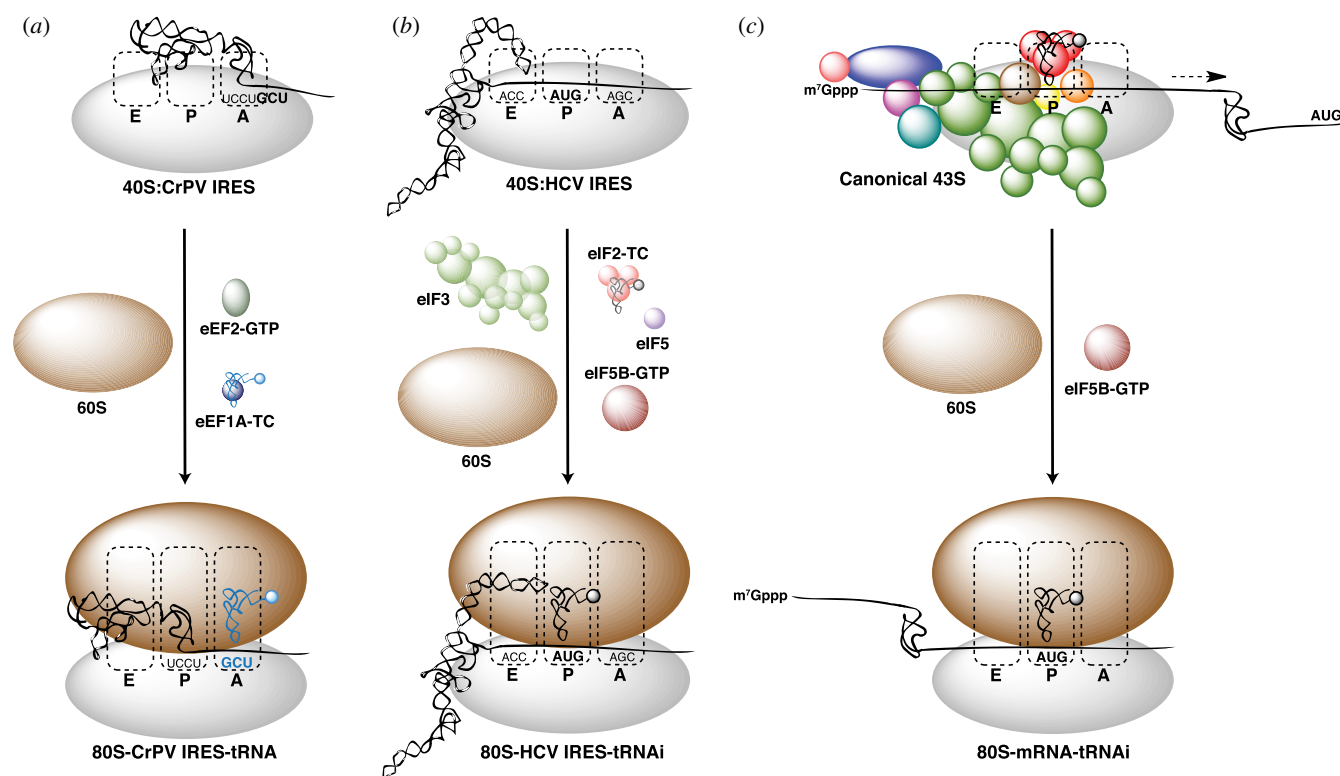 (a)
UCCUGCU
E P A
40S:CrPV IRES
eEF2-GTP
60S
eEF1A-TC
UCCU GCU
E P A
80S-CrPV IRES-tRNA
(b)
ACC AUG AGC
E P A
40S:HCV IRES
eIF3
eIF2-TC
eIF5
eIF5B-GTP
60S
ACC AUG AGC
E P A
80S-HCV IRES-tRNAi
(c)
m⁷Gppp
E P A
AUG
Canonical 43S
60S
eIF5B-GTP
m⁷Gppp
AUG
E P A
80S-mRNA-tRNAi